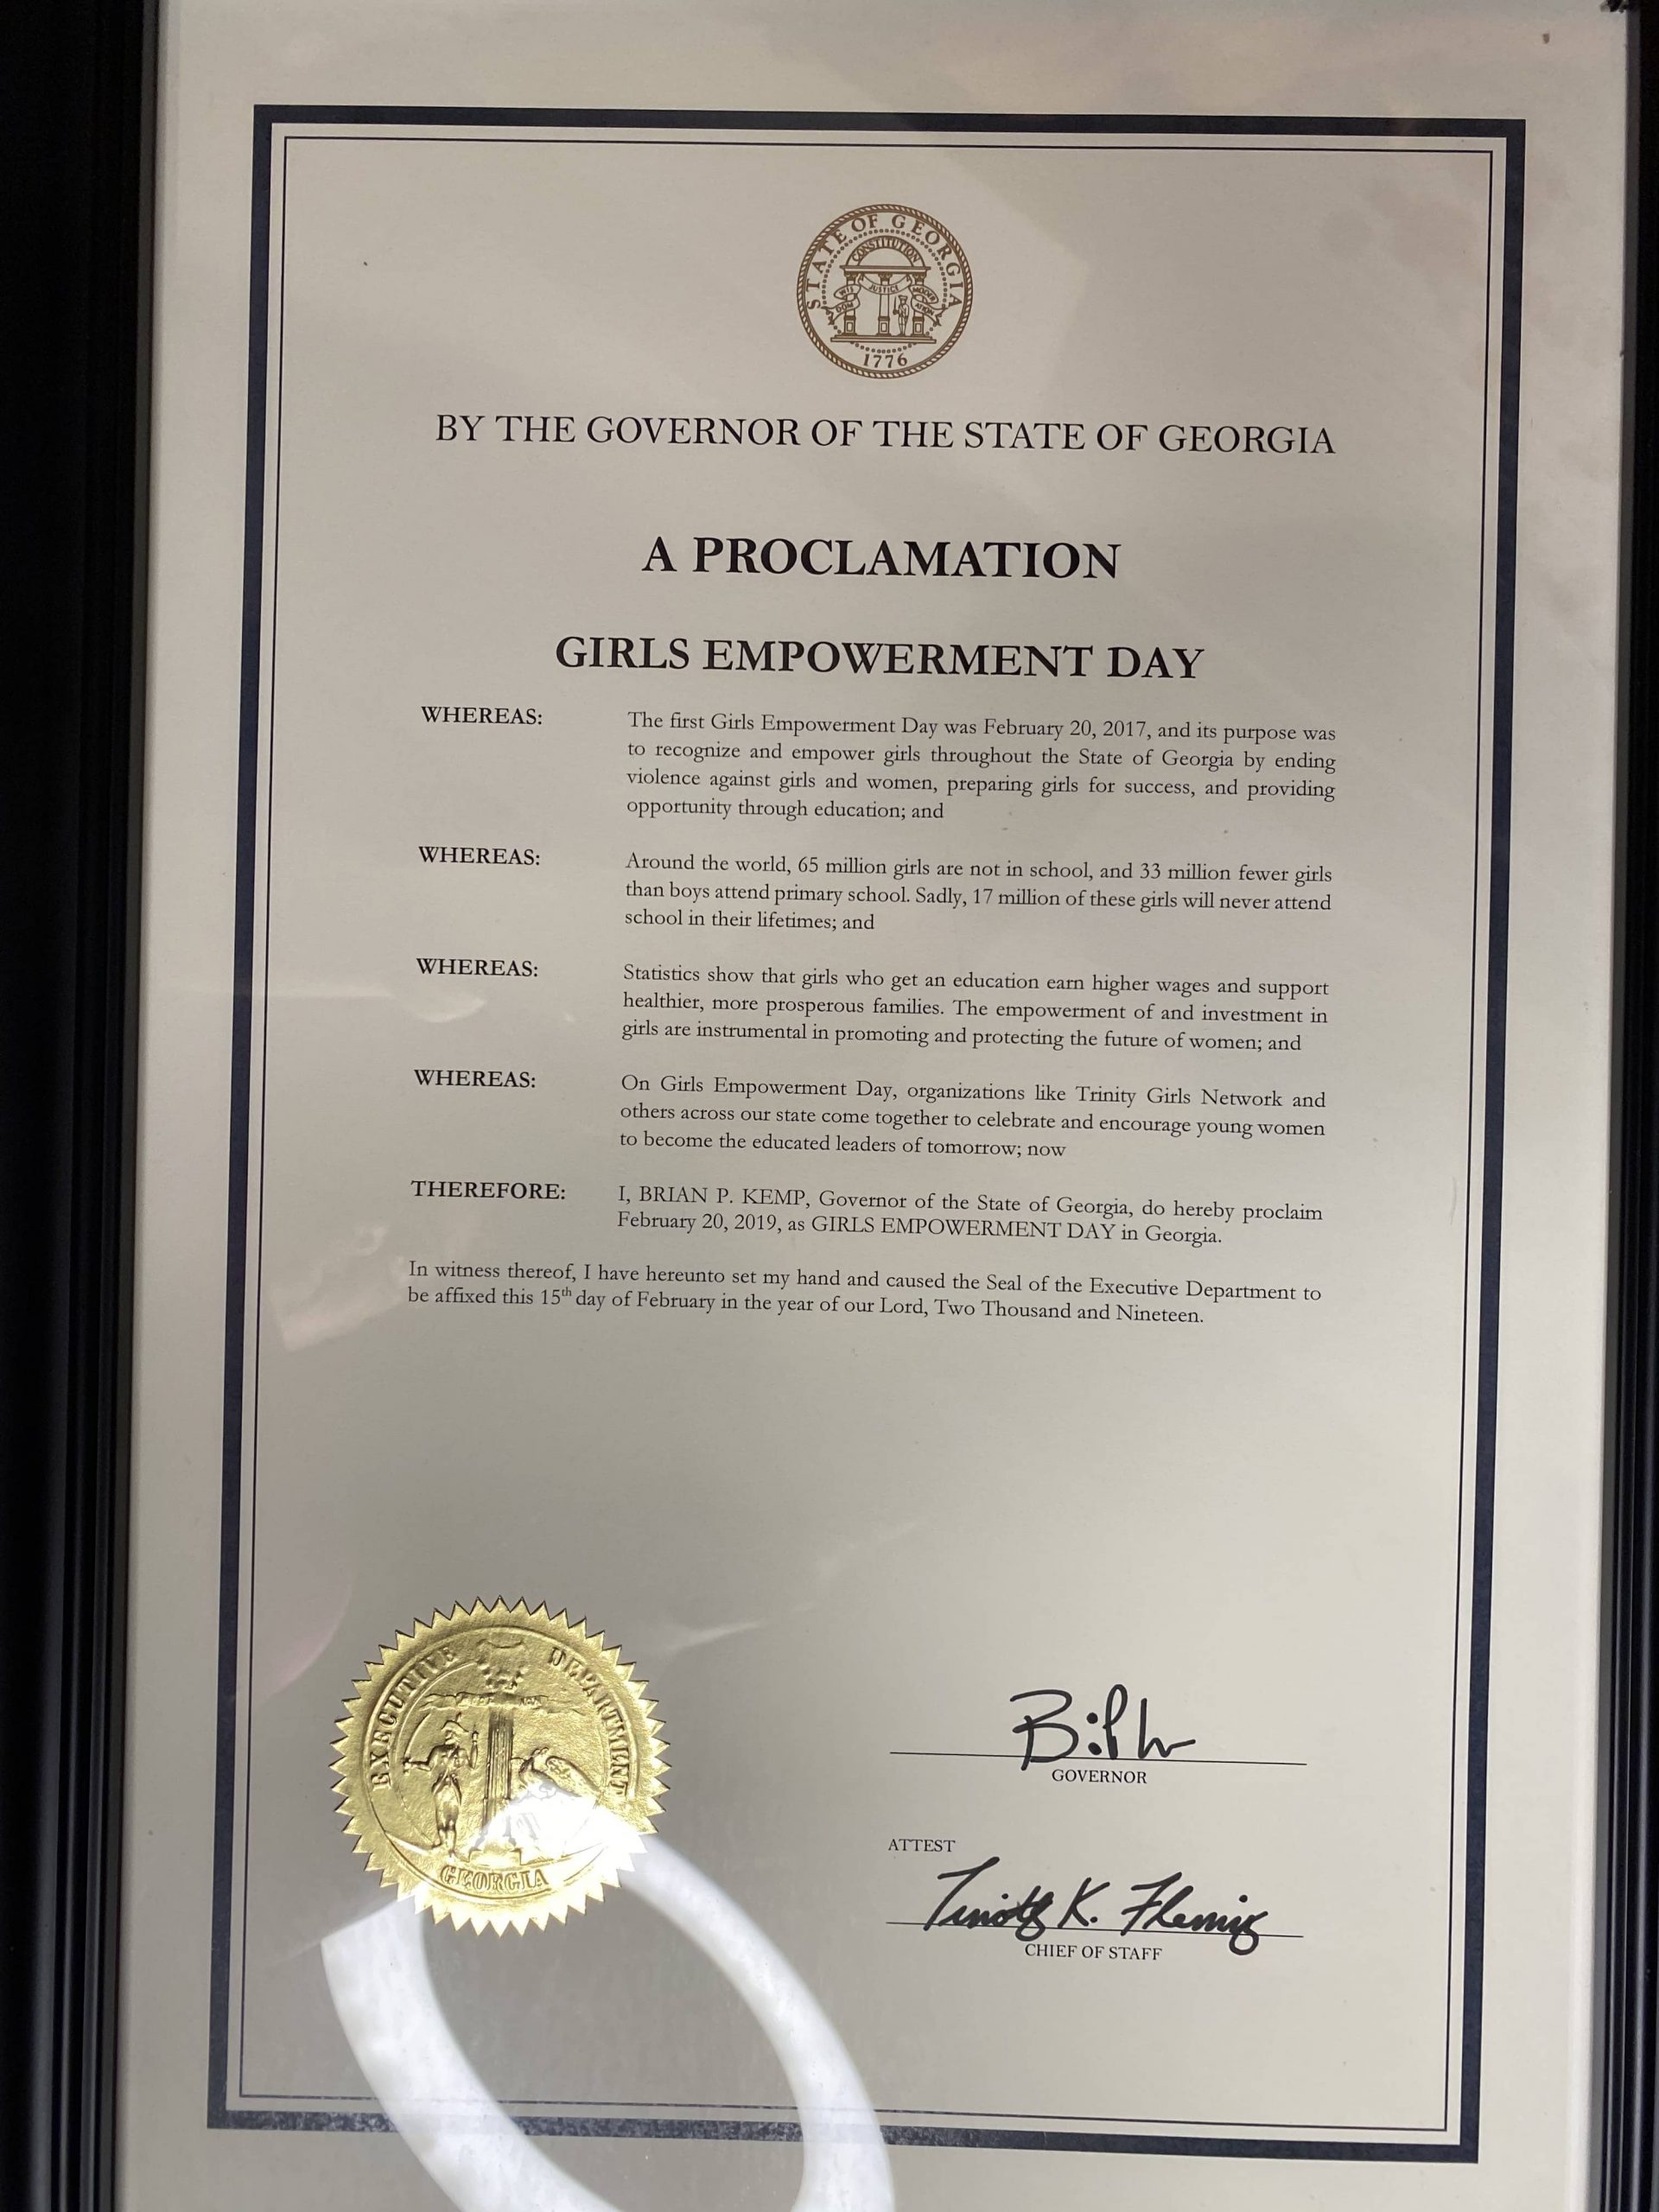 STATE OF GEORGIA
CONSTITUTION
WISDOM JUSTICE MODERATION
1776
BY THE GOVERNOR OF THE STATE OF GEORGIA
A PROCLAMATION
GIRLS EMPOWERMENT DAY
WHEREAS: The first Girls Empowerment Day was February 20, 2017, and its purpose was
to recognize and empower girls throughout the State of Georgia by ending
violence against girls and women, preparing girls for success, and providing
opportunity through education; and
WHEREAS: Around the world, 65 million girls are not in school, and 33 million fewer girls
than boys attend primary school. Sadly, 17 million of these girls will never attend
school in their lifetimes; and
WHEREAS: Statistics show that girls who get an education earn higher wages and support
healthier, more prosperous families. The empowerment of and investment in
girls are instrumental in promoting and protecting the future of women; and
WHEREAS: On Girls Empowerment Day, organizations like Trinity Girls Network and
others across our state come together to celebrate and encourage young women
to become the educated leaders of tomorrow; now
THEREFORE: I, BRIAN P. KEMP, Governor of the State of Georgia, do hereby proclaim
February 20, 2019, as GIRLS EMPOWERMENT DAY in Georgia.
In witness thereof, I have hereunto set my hand and caused the Seal of the Executive Department to
be affixed this 15th day of February in the year of our Lord, Two Thousand and Nineteen.
EXECUTIVE DEPARTMENT
GEORGIA
GOVERNOR
ATTEST
Timothy K. Fleming
CHIEF OF STAFF